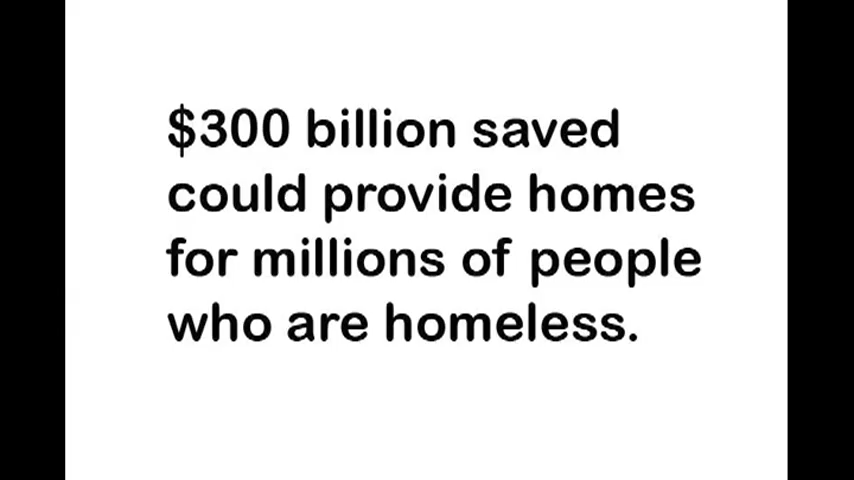 $300 billion saved
could provide homes
for millions of people
who are homeless.